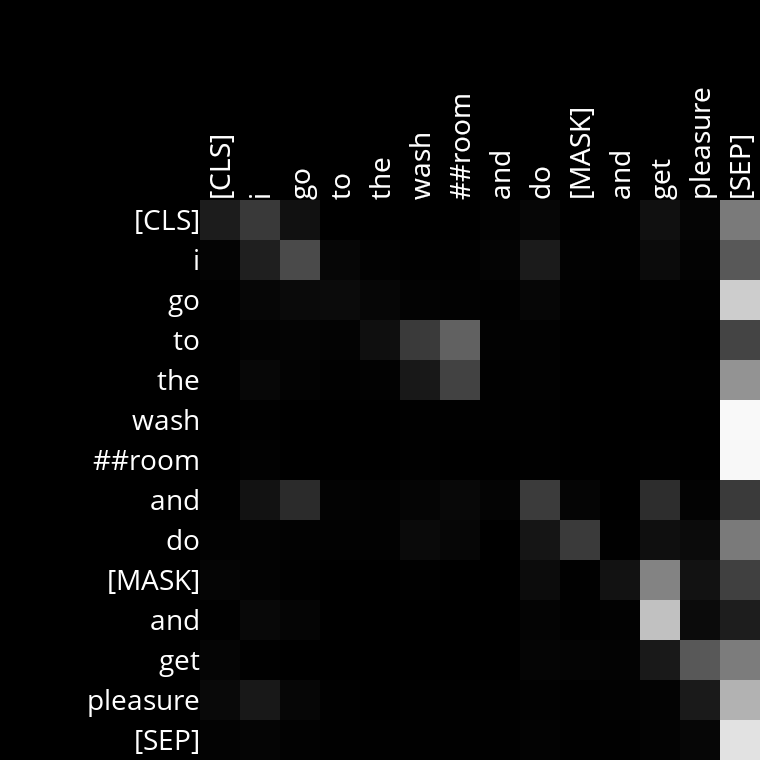 [CLS] i go to the wash ##room and do [MASK] and get pleasure [SEP]
[CLS]
i
go
to
the
wash
##room
and
do
[MASK]
and
get
pleasure
[SEP]